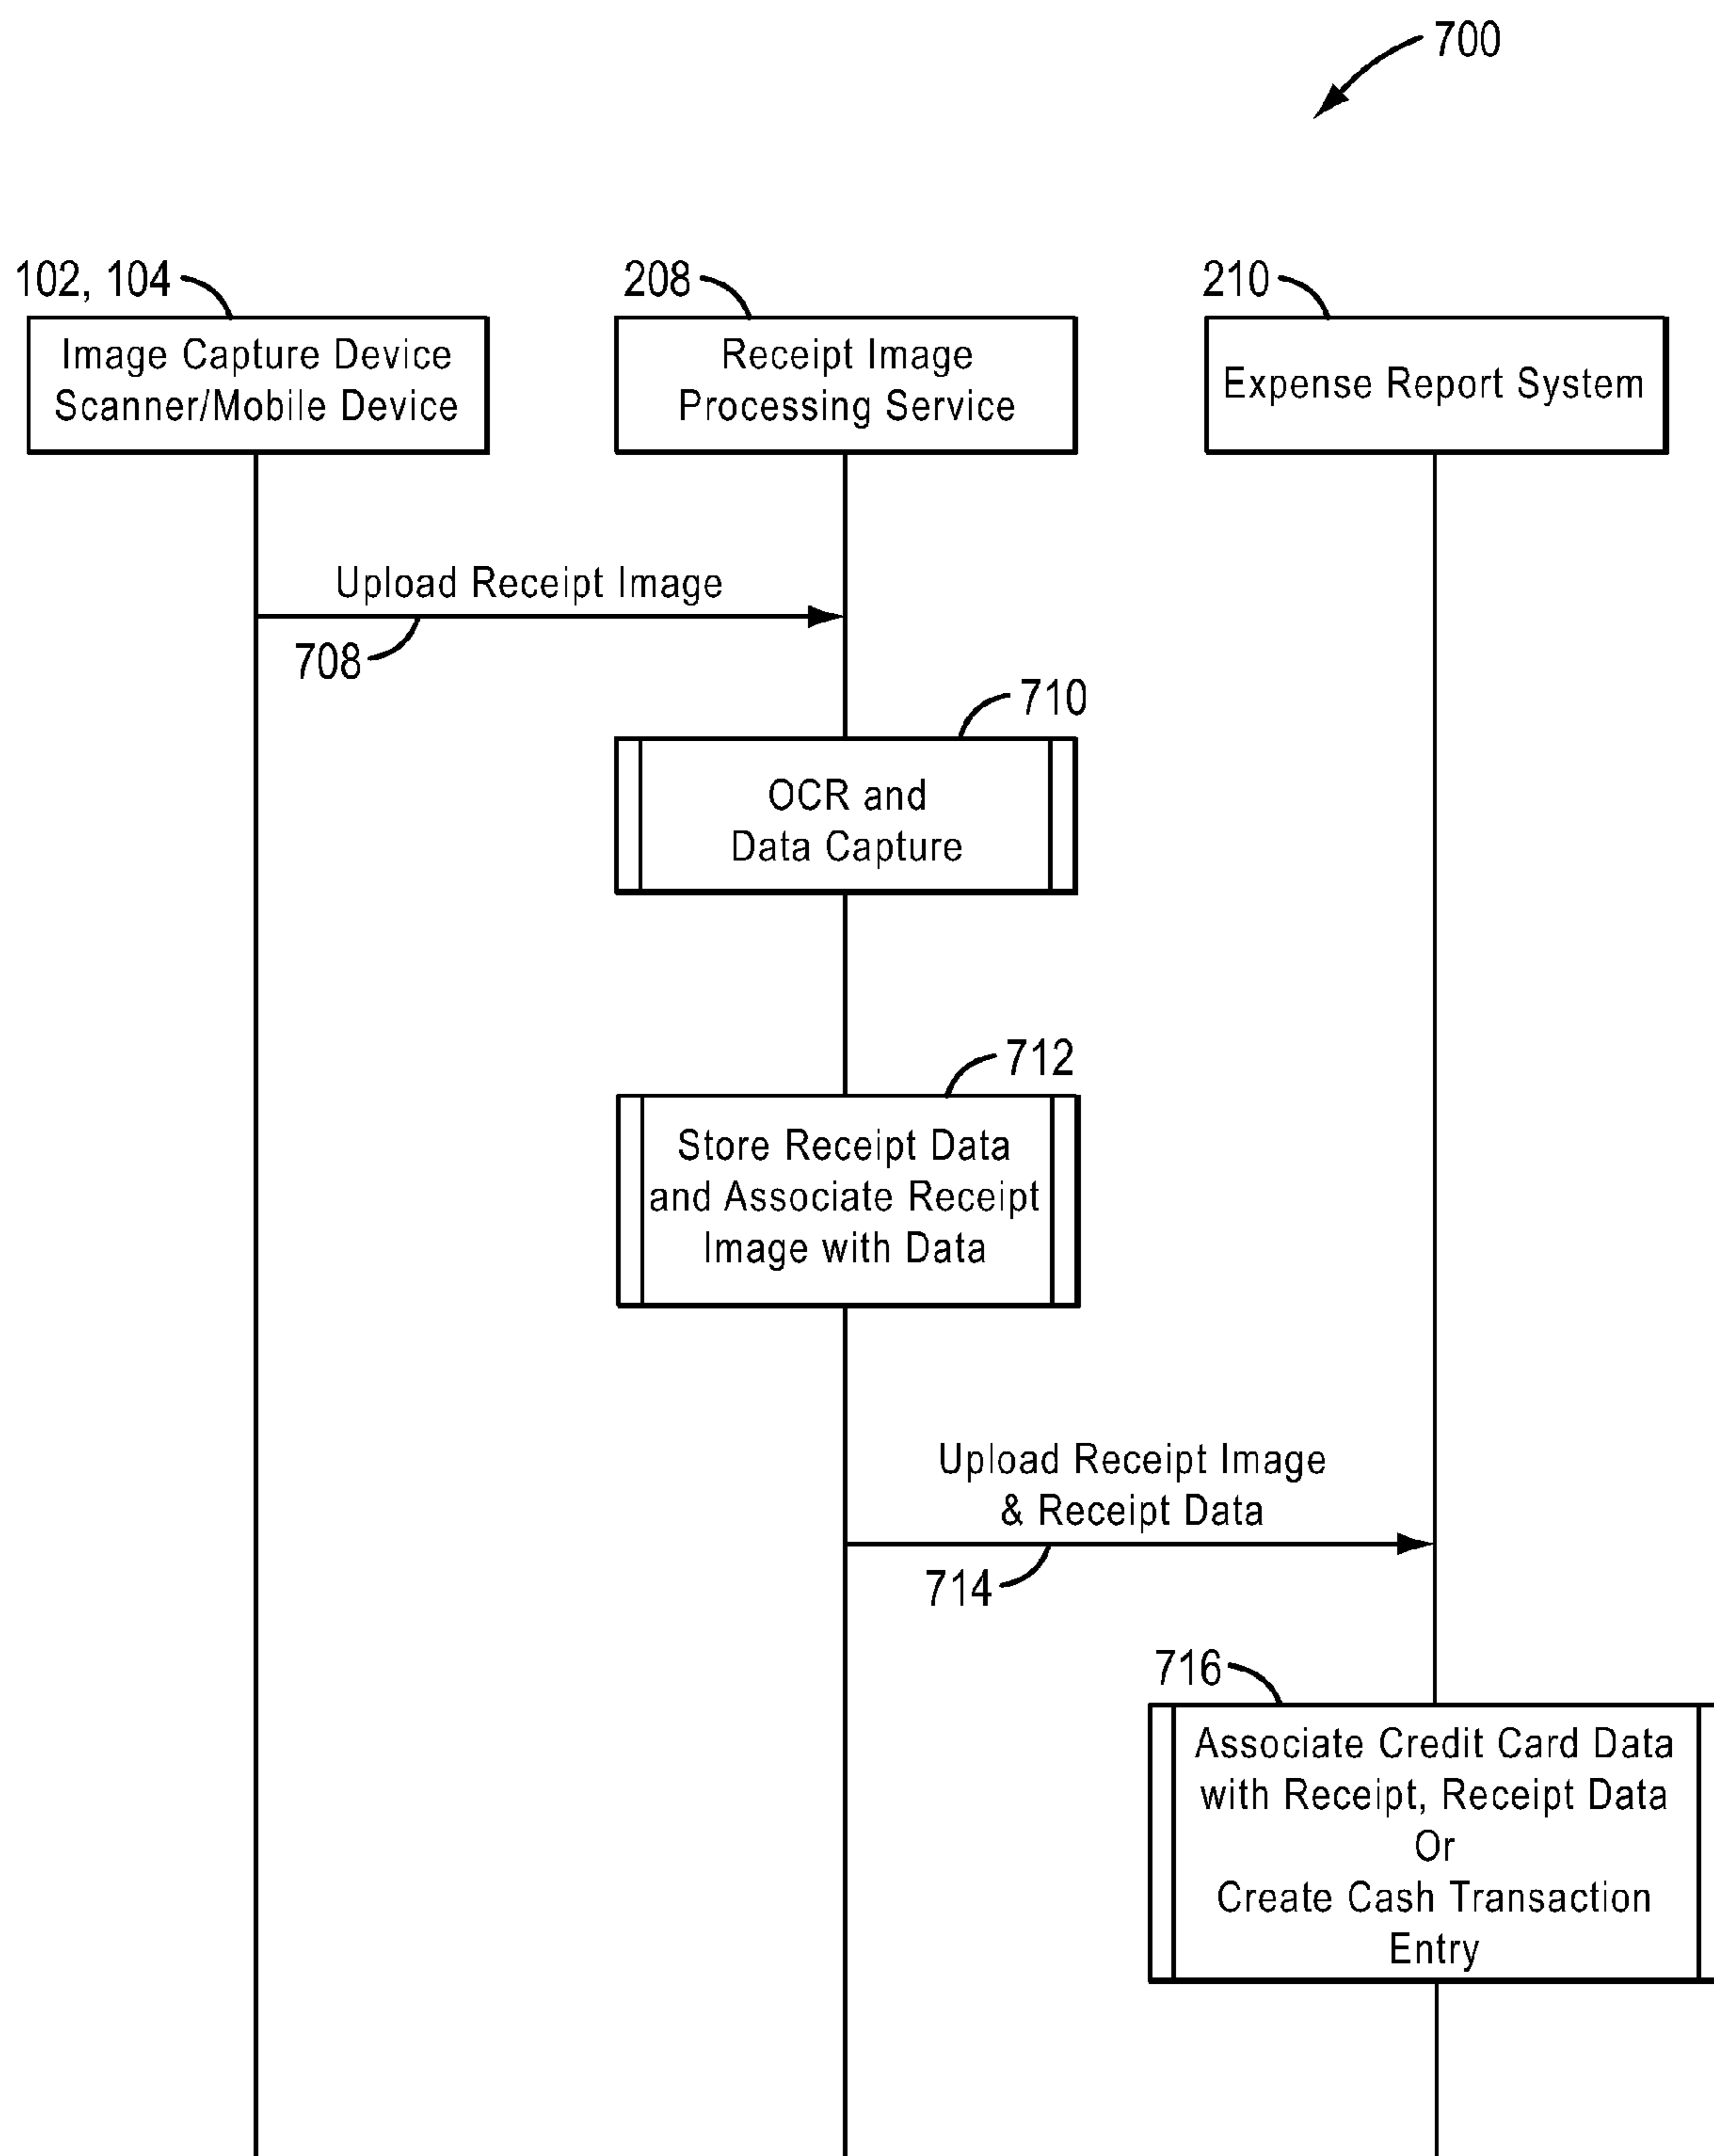 700
102, 104
208
210
Image Capture Device
Scanner/Mobile Device
Receipt Image
Processing Service
Expense Report System
Upload Receipt Image
708
710
OCR and
Data Capture
712
Store Receipt Data
and Associate Receipt
Image with Data
Upload Receipt Image
& Receipt Data
714
716
Associate Credit Card Data
with Receipt, Receipt Data
Or
Create Cash Transaction
Entry